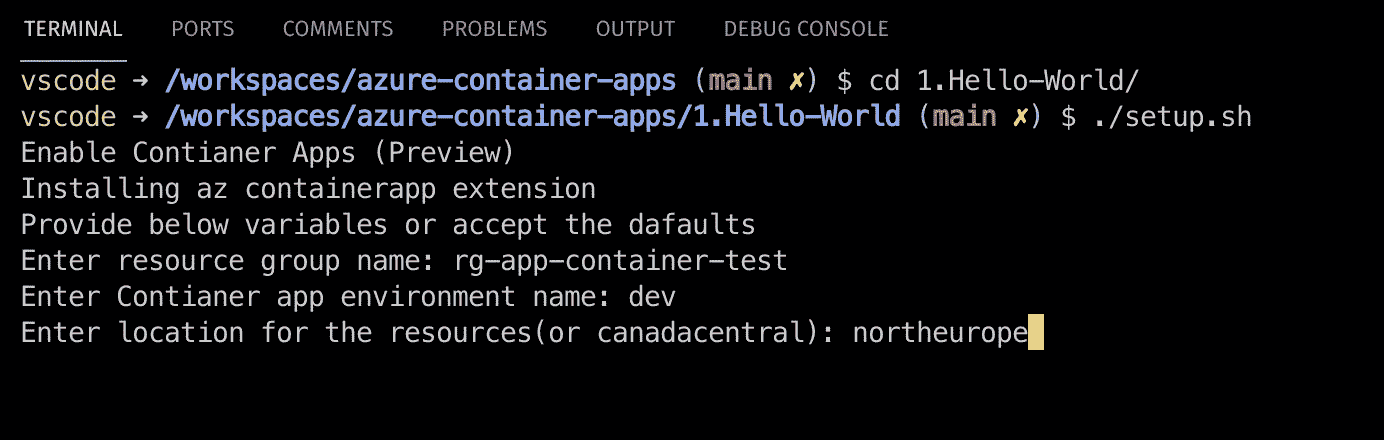 TERMINAL PORTS COMMENTS PROBLEMS OUTPUT DEBUG CONSOLE
vscode ➜ /workspaces/azure-container-apps (main ✗) $ cd 1.Hello-World/
vscode ➜ /workspaces/azure-container-apps/1.Hello-World (main ✗) $ ./setup.sh
Enable Contianer Apps (Preview)
Installing az containerapp extension
Provide below variables or accept the dafaults
Enter resource group name: rg-app-container-test
Enter Contianer app environment name: dev
Enter location for the resources(or canadacentral): northeurope